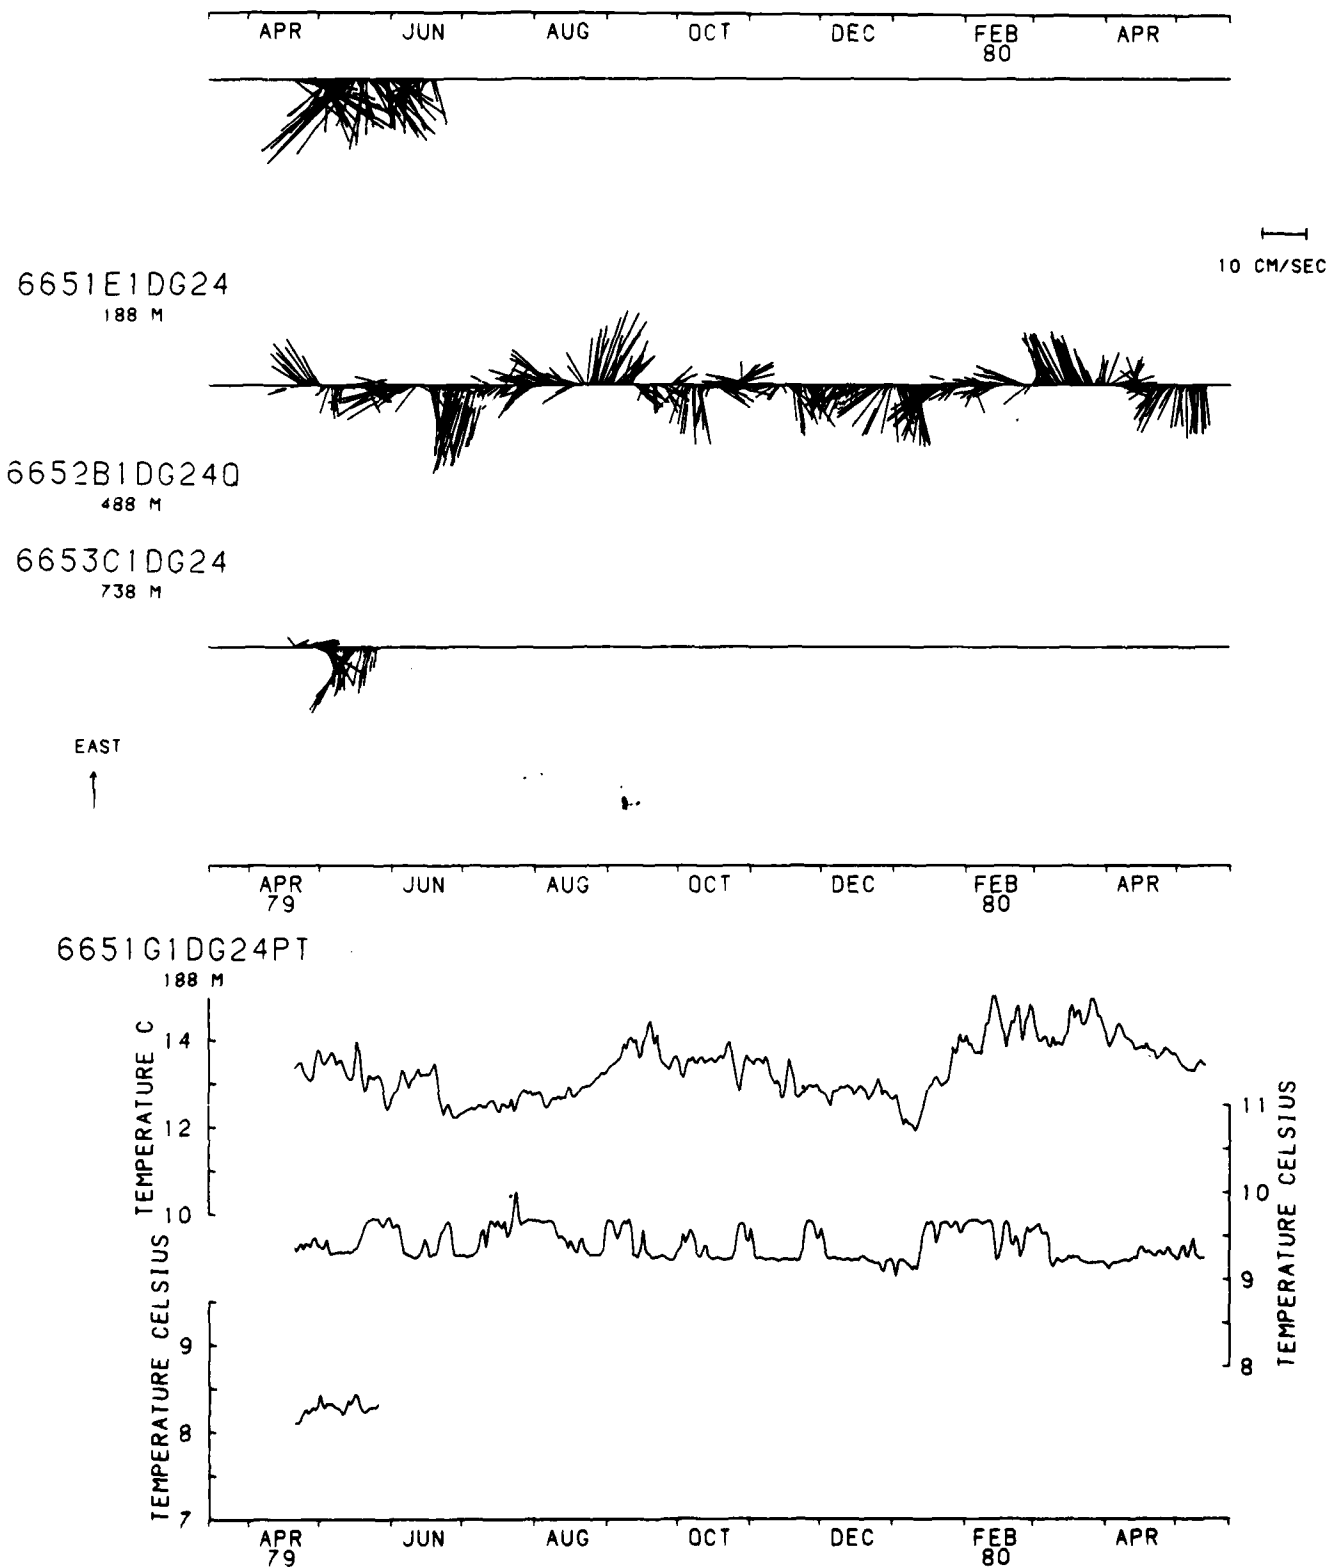 APR JUN AUG OCT DEC FEB APR
80
10 CM/SEC
6651E1DG24
188 M
6652B1DG24Q
488 M
6653C1DG24
738 M
EAST
APR JUN AUG OCT DEC FEB APR
79 80
6651G1DG24PT
188 M
TEMPERATURE C
14
12
10
TEMPERATURE CELSIUS
11
10
9
8
TEMPERATURE CELSIUS
9
8
7
APR JUN AUG OCT DEC FEB APR
79 80